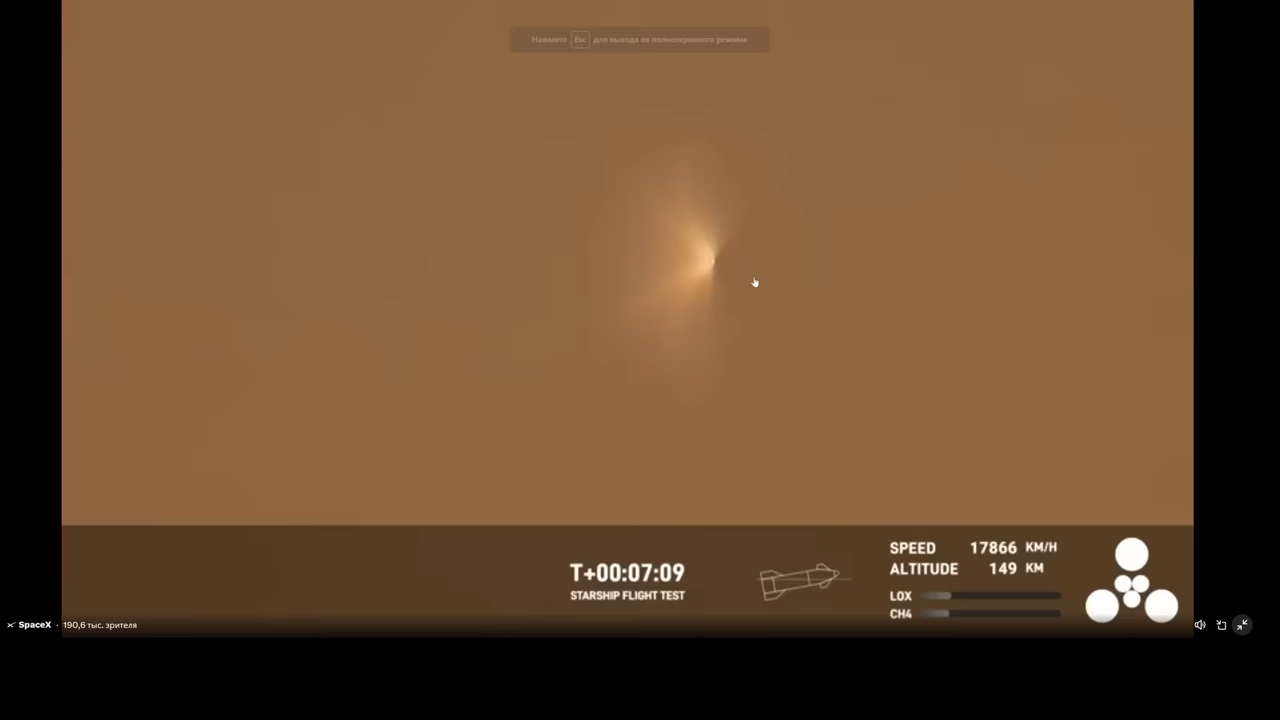 Нажмите Esc для выхода из полноэкранного режима
T+00:07:09
STARSHIP FLIGHT TEST
SPEED 17866 KM/H
ALTITUDE 149 KM
LOX
CH4
SpaceX · 190,6 тыс. зрителя